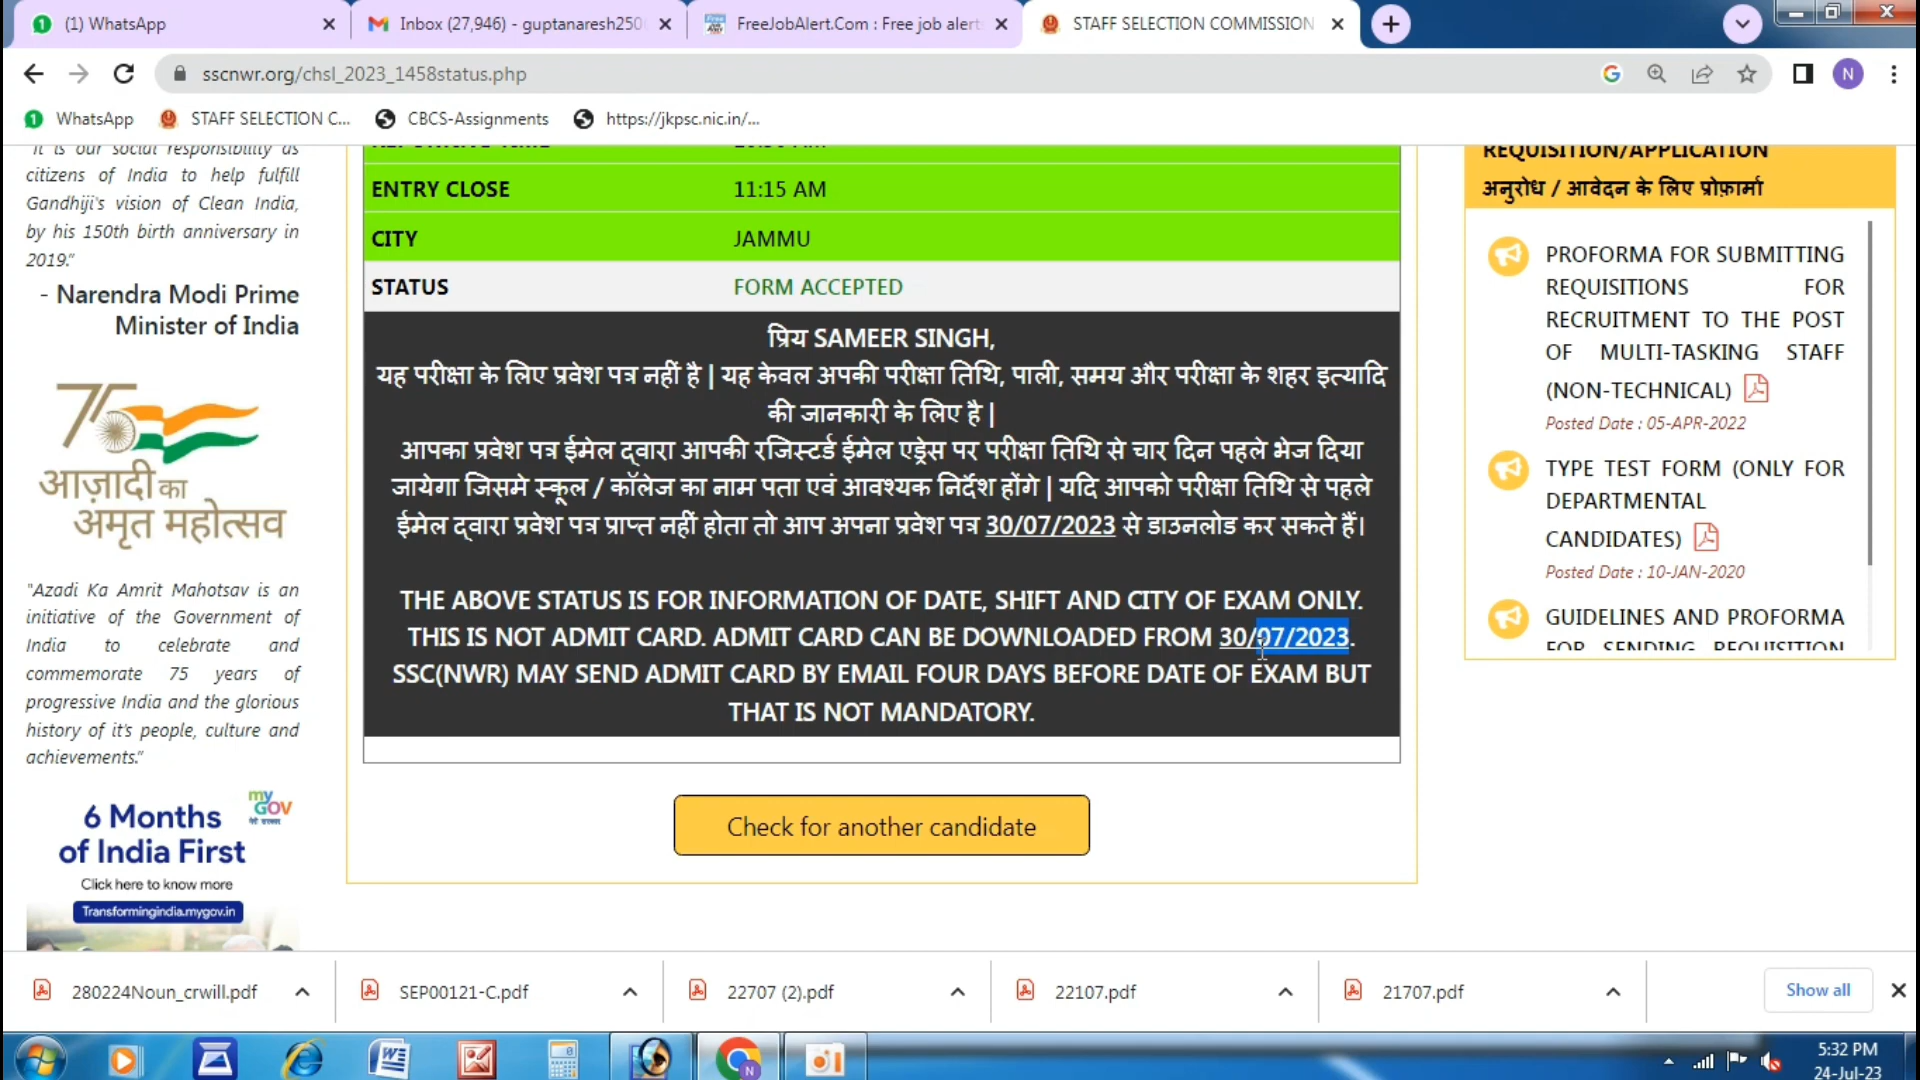 (1) WhatsApp
Inbox (27,946) - guptanaresh250
FreeJobAlert.Com : Free job alert
STAFF SELECTION COMMISSION
sscnwr.org/chsl_2023_1458status.php
N
WhatsApp
STAFF SELECTION C...
CBCS-Assignments
https://jkpsc.nic.in/...
"It is our social responsibility as
citizens of India to help fulfill
Gandhiji's vision of Clean India,
by his 150th birth anniversary in
2019."
- Narendra Modi Prime
Minister of India
75
आज़ादी का
अमृत महोत्सव
"Azadi Ka Amrit Mahotsav is an
initiative of the Government of
India to celebrate and
commemorate 75 years of
progressive India and the glorious
history of it's people, culture and
achievements."
my
GOV
मेरी सरकार
6 Months
of India First
Click here to know more
Transformingindia.mygov.in
ENTRY CLOSE 11:15 AM
CITY JAMMU
STATUS FORM ACCEPTED
प्रिय SAMEER SINGH,
यह परीक्षा के लिए प्रवेश पत्र नहीं है | यह केवल अपकी परीक्षा तिथि, पाली, समय और परीक्षा के शहर इत्यादि
की जानकारी के लिए है |
आपका प्रवेश पत्र ईमेल द्वारा आपकी रजिस्टर्ड ईमेल एड्रेस पर परीक्षा तिथि से चार दिन पहले भेज दिया
जायेगा जिसमे स्कूल / कॉलेज का नाम पता एवं आवश्यक निर्देश होंगे | यदि आपको परीक्षा तिथि से पहले
ईमेल द्वारा प्रवेश पत्र प्राप्त नहीं होता तो आप अपना प्रवेश पत्र 30/07/2023 से डाउनलोड कर सकते हैं।
THE ABOVE STATUS IS FOR INFORMATION OF DATE, SHIFT AND CITY OF EXAM ONLY.
THIS IS NOT ADMIT CARD. ADMIT CARD CAN BE DOWNLOADED FROM 30/07/2023.
SSC(NWR) MAY SEND ADMIT CARD BY EMAIL FOUR DAYS BEFORE DATE OF EXAM BUT
THAT IS NOT MANDATORY.
Check for another candidate
REQUISITION/APPLICATION
अनुरोध / आवेदन के लिए प्रोफ़ार्मा
PROFORMA FOR SUBMITTING
REQUISITIONS FOR
RECRUITMENT TO THE POST
OF MULTI-TASKING STAFF
(NON-TECHNICAL)
Posted Date : 05-APR-2022
TYPE TEST FORM (ONLY FOR
DEPARTMENTAL
CANDIDATES)
Posted Date : 10-JAN-2020
GUIDELINES AND PROFORMA
FOR SENDING REQUISITION
280224Noun_crwill.pdf
SEP00121-C.pdf
22707 (2).pdf
22107.pdf
21707.pdf
Show all
5:32 PM
24-Jul-23